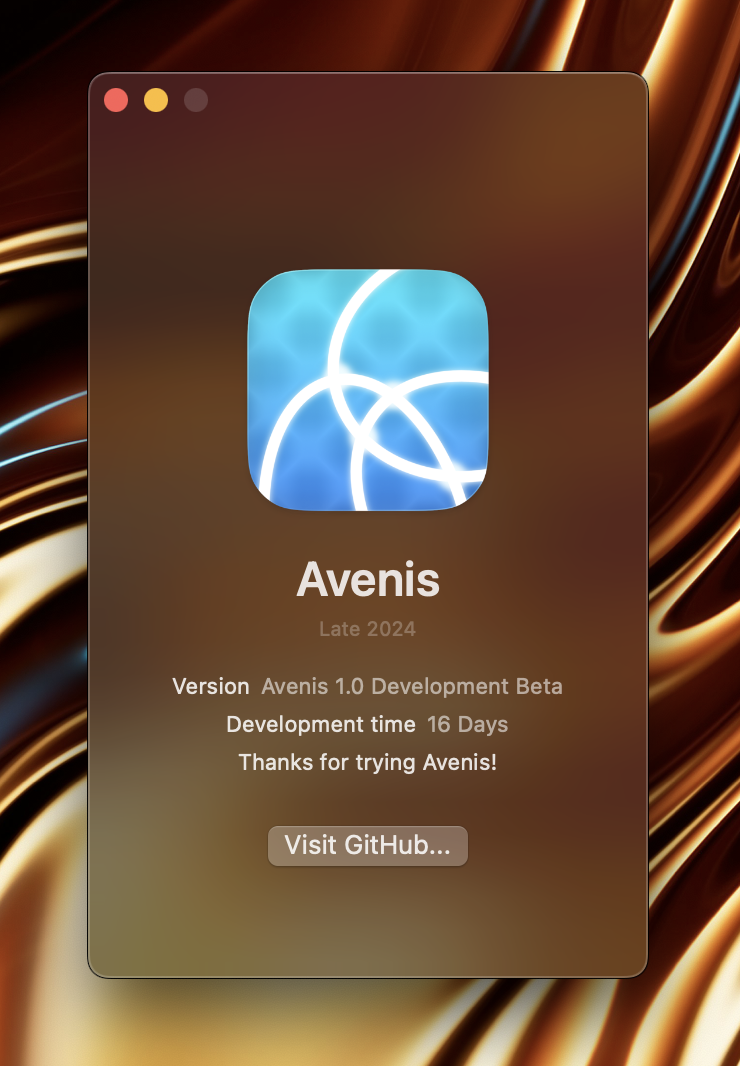 Avenis
Late 2024
Version Avenis 1.0 Development Beta
Development time 16 Days
Thanks for trying Avenis!
Visit GitHub...